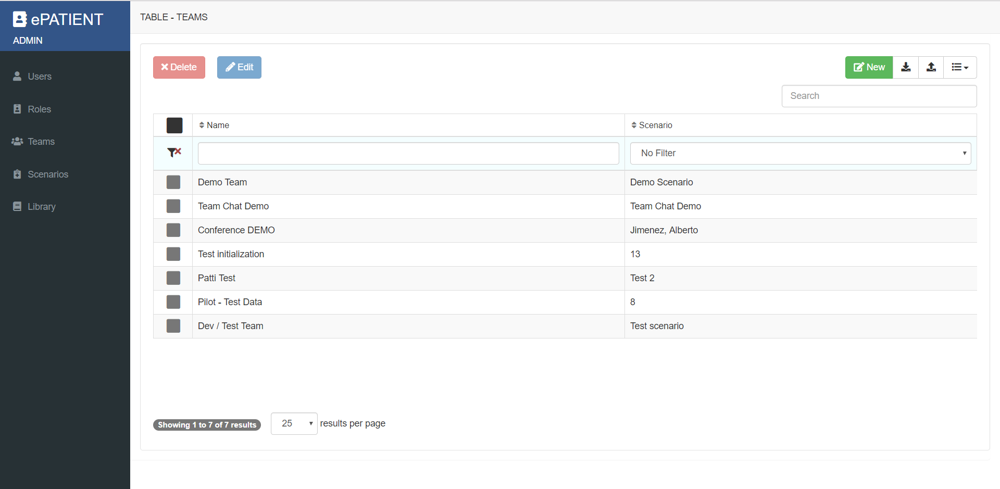 ePATIENT
ADMIN
Users
Roles
Teams
Scenarios
Library
TABLE - TEAMS
Delete Edit New
Search
Name Scenario
No Filter
Demo Team Demo Scenario
Team Chat Demo Team Chat Demo
Conference DEMO Jimenez, Alberto
Test initialization 13
Patti Test Test 2
Pilot - Test Data 8
Dev / Test Team Test scenario
Showing 1 to 7 of 7 results 25 results per page